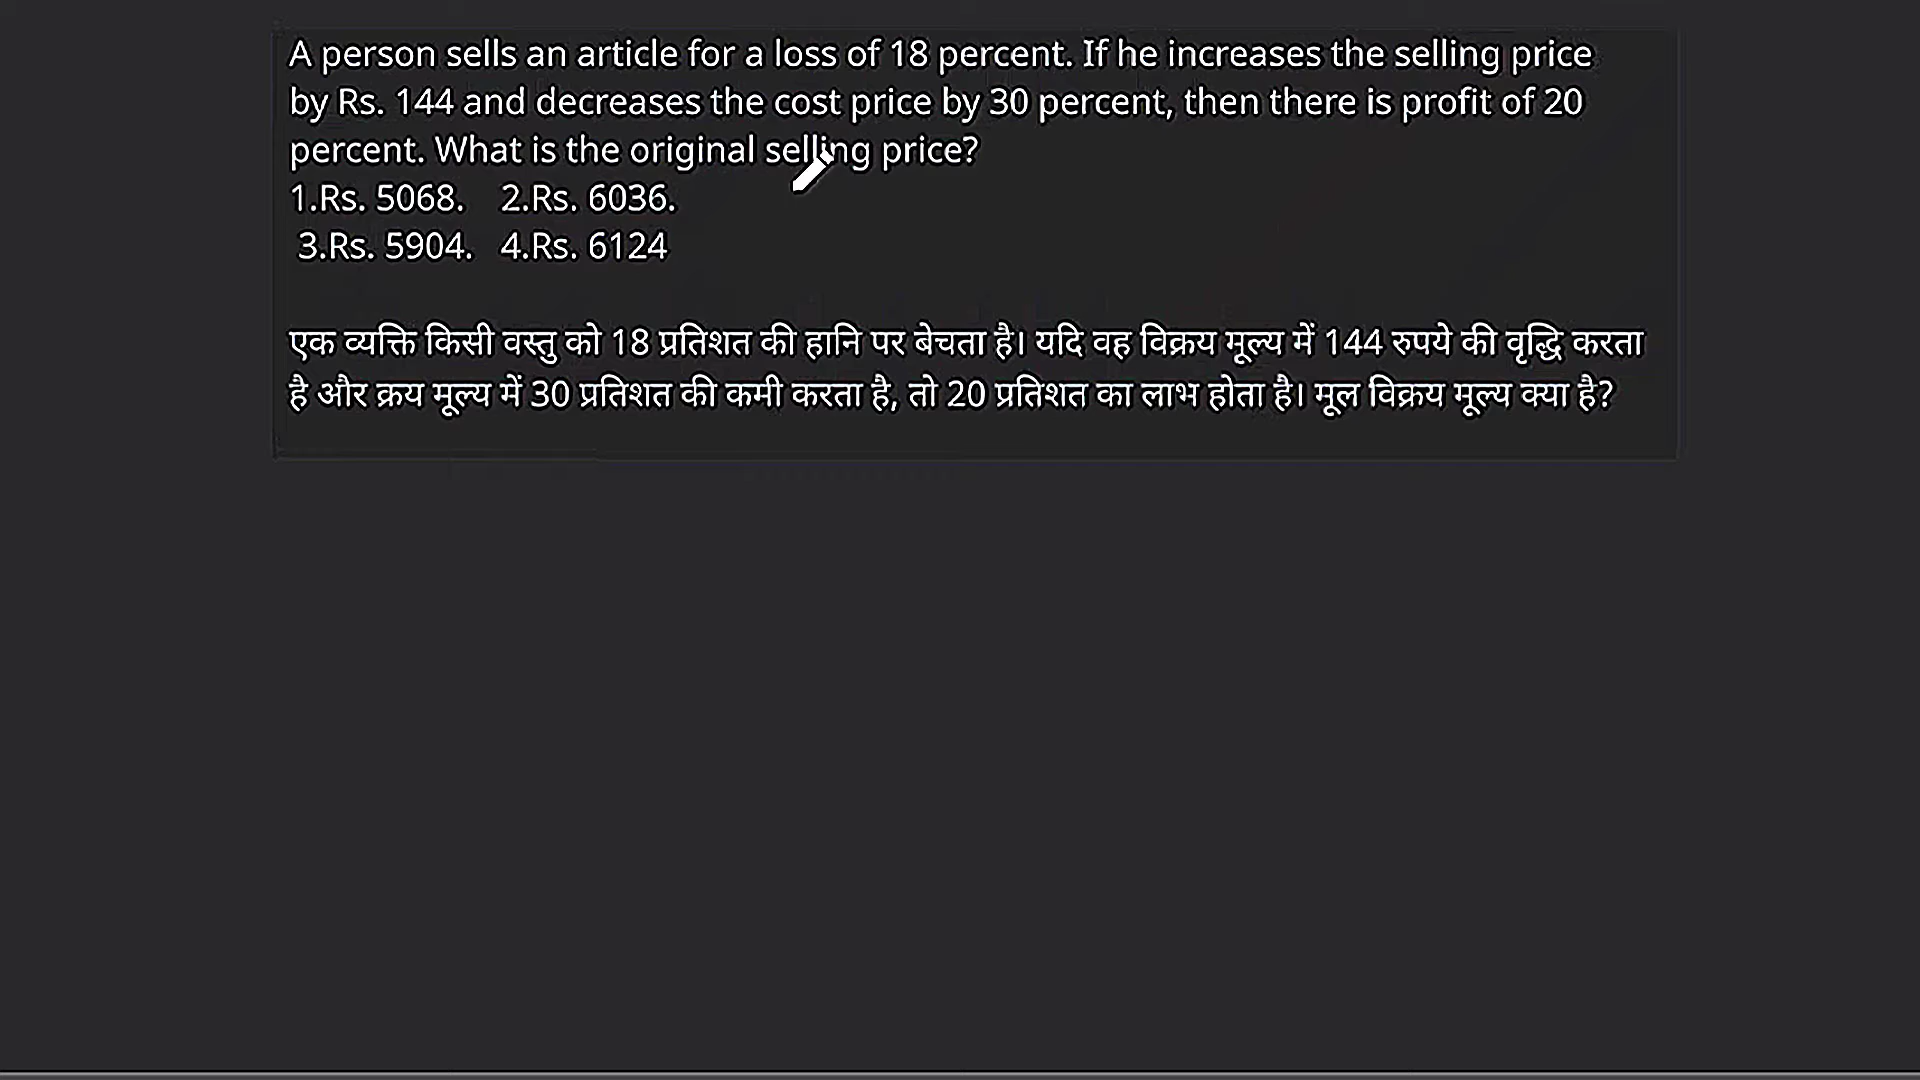 A person sells an article for a loss of 18 percent. If he increases the selling price
by Rs. 144 and decreases the cost price by 30 percent, then there is profit of 20
percent. What is the original selling price?
1.Rs. 5068. 2.Rs. 6036.
3.Rs. 5904. 4.Rs. 6124
एक व्यक्ति किसी वस्तु को 18 प्रतिशत की हानि पर बेचता है। यदि वह विक्रय मूल्य में 144 रुपये की वृद्धि करता
है और क्रय मूल्य में 30 प्रतिशत की कमी करता है, तो 20 प्रतिशत का लाभ होता है। मूल विक्रय मूल्य क्या है?